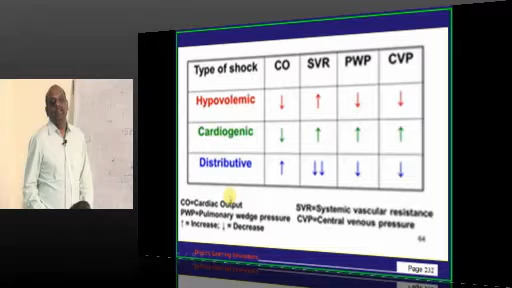 Type of shock CO SVR PWP CVP
Hypovolemic ↓ ↑ ↓ ↓
Cardiogenic ↓ ↑ ↑ ↑
Distributive ↑ ↓↓ ↓ ↓
CO=Cardiac Output
PWP=Pulmonary wedge pressure
↑ = Increase; ↓ = Decrease
SVR=Systemic vascular resistance
CVP=Central venous pressure
64
Page 232